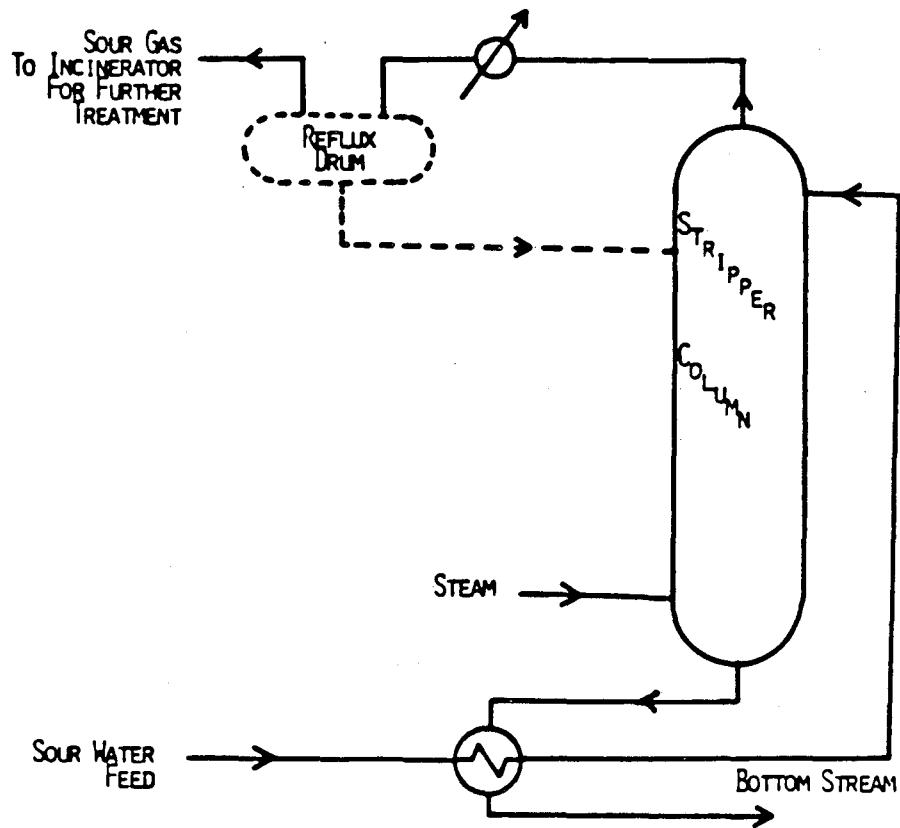 Sour Gas
To Incinerator
For Further
Treatment
Reflux
Drum
Stripper
Column
Steam
Sour Water
Feed
Bottom Stream